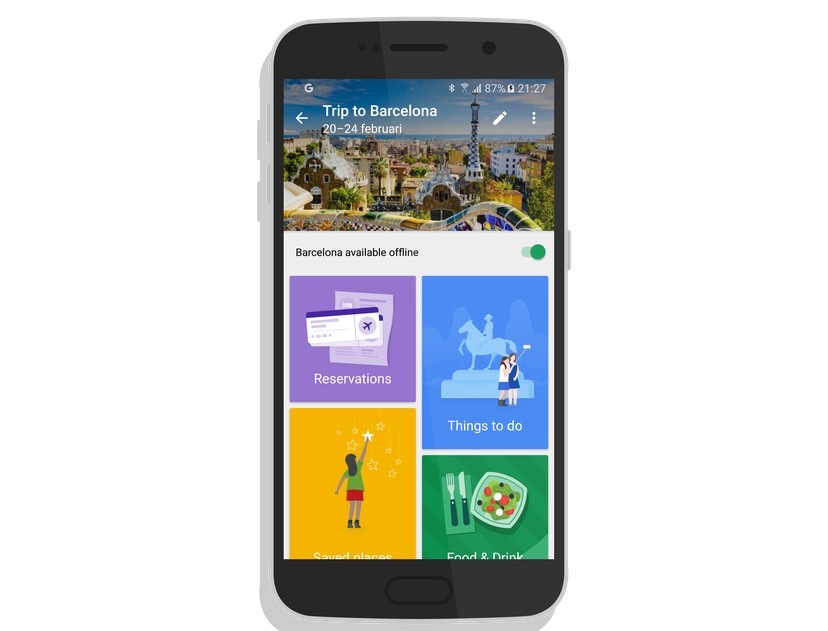 G 87% 21:27
Trip to Barcelona
20–24 februari
Barcelona available offline
Reservations
Things to do
Saved places
Food & Drink